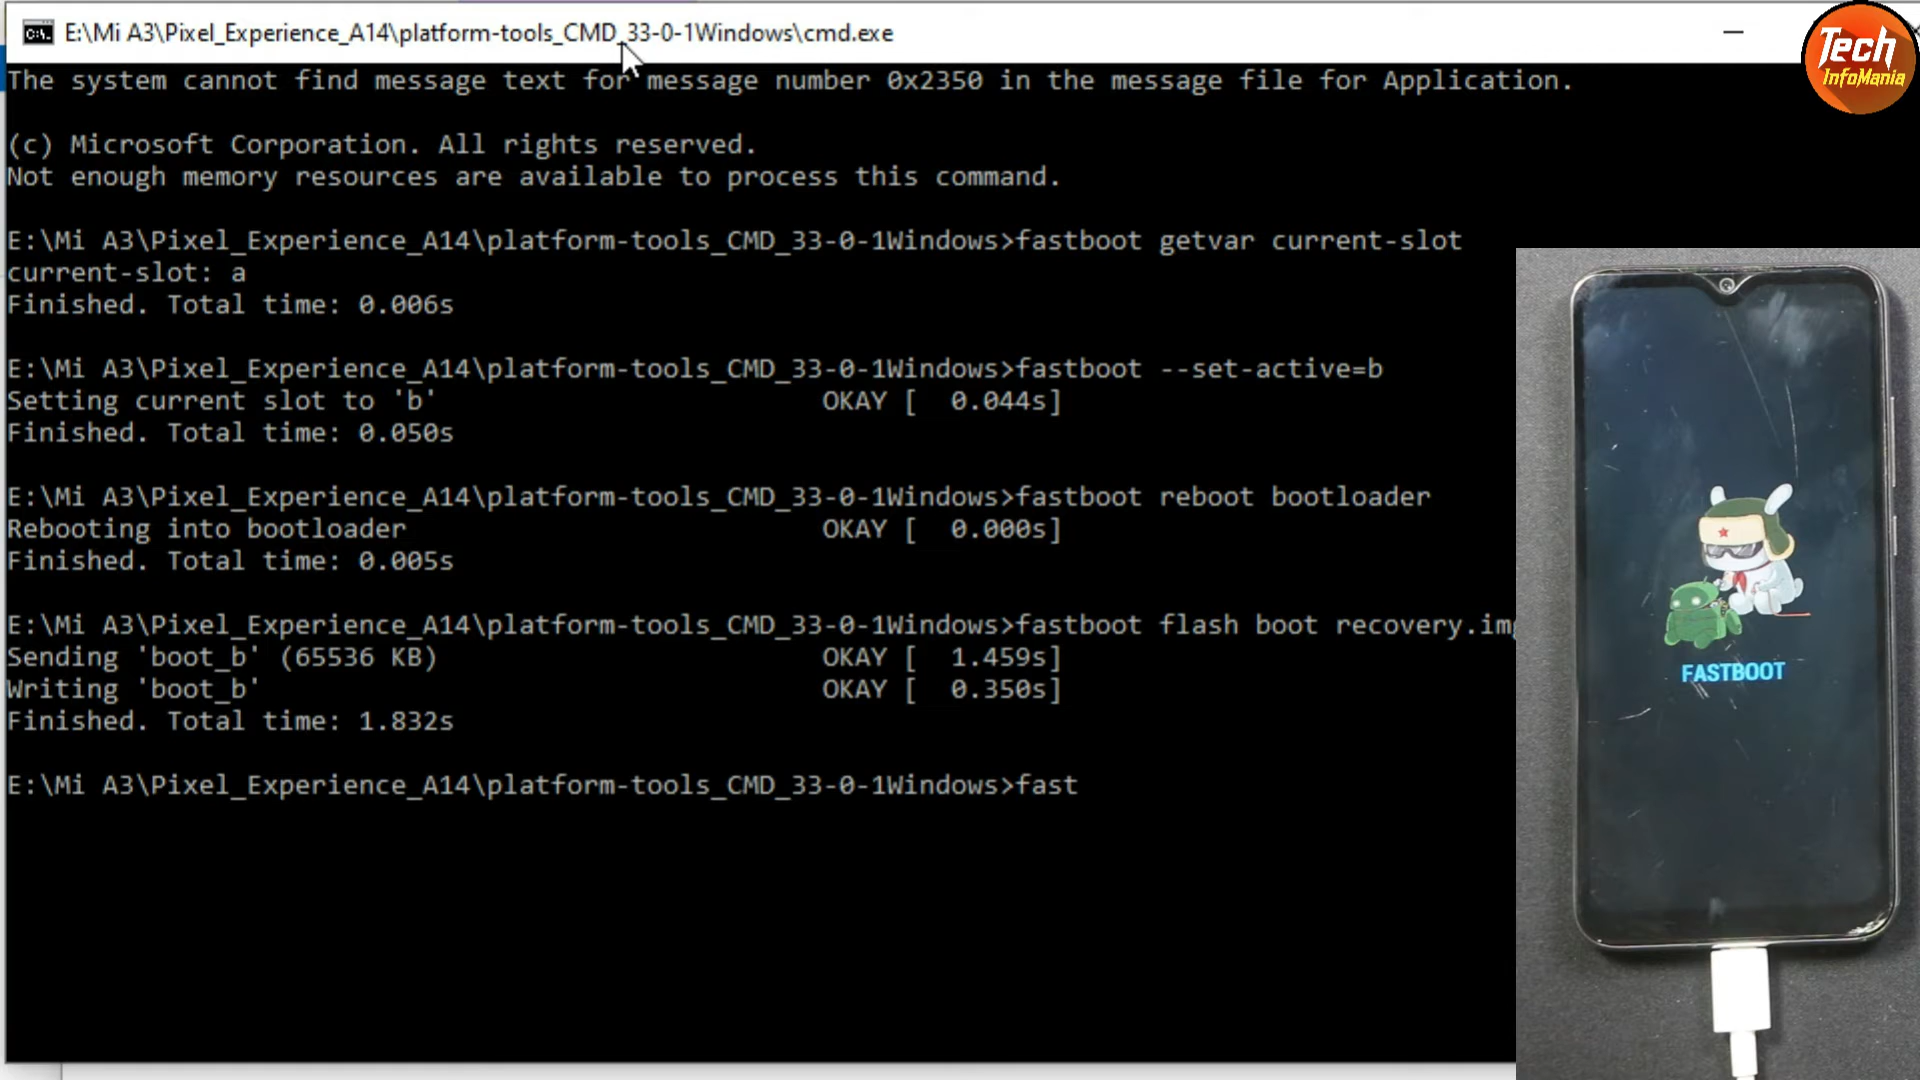 E:\Mi A3\Pixel_Experience_A14\platform-tools_CMD_33-0-1Windows\cmd.exe
Tech
InfoMania
The system cannot find message text for message number 0x2350 in the message file for Application.
(c) Microsoft Corporation. All rights reserved.
Not enough memory resources are available to process this command.
E:\Mi A3\Pixel_Experience_A14\platform-tools_CMD_33-0-1Windows>fastboot getvar current-slot
current-slot: a
Finished. Total time: 0.006s
E:\Mi A3\Pixel_Experience_A14\platform-tools_CMD_33-0-1Windows>fastboot --set-active=b
Setting current slot to 'b' OKAY [ 0.044s]
Finished. Total time: 0.050s
E:\Mi A3\Pixel_Experience_A14\platform-tools_CMD_33-0-1Windows>fastboot reboot bootloader
Rebooting into bootloader OKAY [ 0.000s]
Finished. Total time: 0.005s
E:\Mi A3\Pixel_Experience_A14\platform-tools_CMD_33-0-1Windows>fastboot flash boot recovery.img
Sending 'boot_b' (65536 KB) OKAY [ 1.459s]
Writing 'boot_b' OKAY [ 0.350s]
Finished. Total time: 1.832s
E:\Mi A3\Pixel_Experience_A14\platform-tools_CMD_33-0-1Windows>fast
FASTBOOT